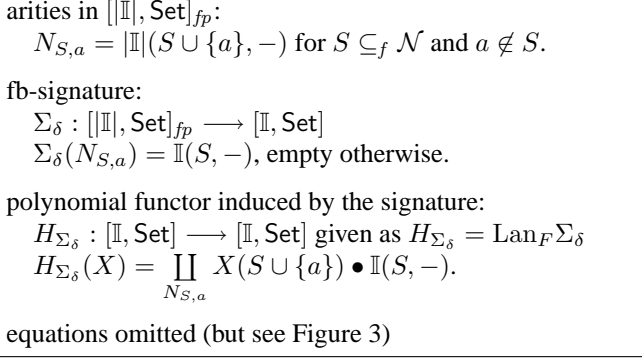 arities in [|𝕀|, Set]_{fp}:
N_{S,a} = |𝕀|(S ∪ {a}, −) for S ⊆_f 𝒩 and a ∉ S.
fb-signature:
Σ_δ : [|𝕀|, Set]_{fp} ⟶ [𝕀, Set]
Σ_δ(N_{S,a}) = 𝕀(S, −), empty otherwise.
polynomial functor induced by the signature:
H_{Σ_δ} : [𝕀, Set] ⟶ [𝕀, Set] given as H_{Σ_δ} = Lan_F Σ_δ
H_{Σ_δ}(X) = ∐_{N_{S,a}} X(S ∪ {a}) • 𝕀(S, −).
equations omitted (but see Figure 3)